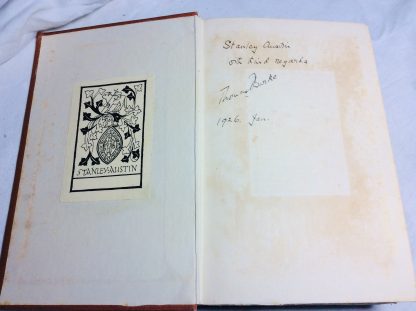 STANLEY·AUSTIN
Stanley Austin
with kind regards
Thomas Burke
1926. Jan.